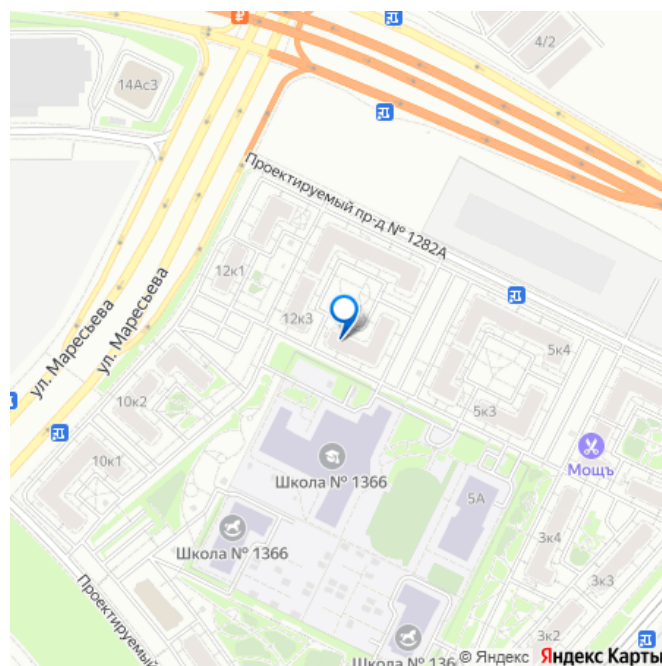 4/2
14Ас3
Проектируемый пр-д № 1282А
12к1
12к3
ул. Маресьева
ул. Маресьева
5к4
10к2
5к3
Мощъ
10к1
Школа № 1366
5А
Школа № 1366
3к4
3к3
Проектируемый
3к2
Школа № 136
© Яндекс Яндекс Карты